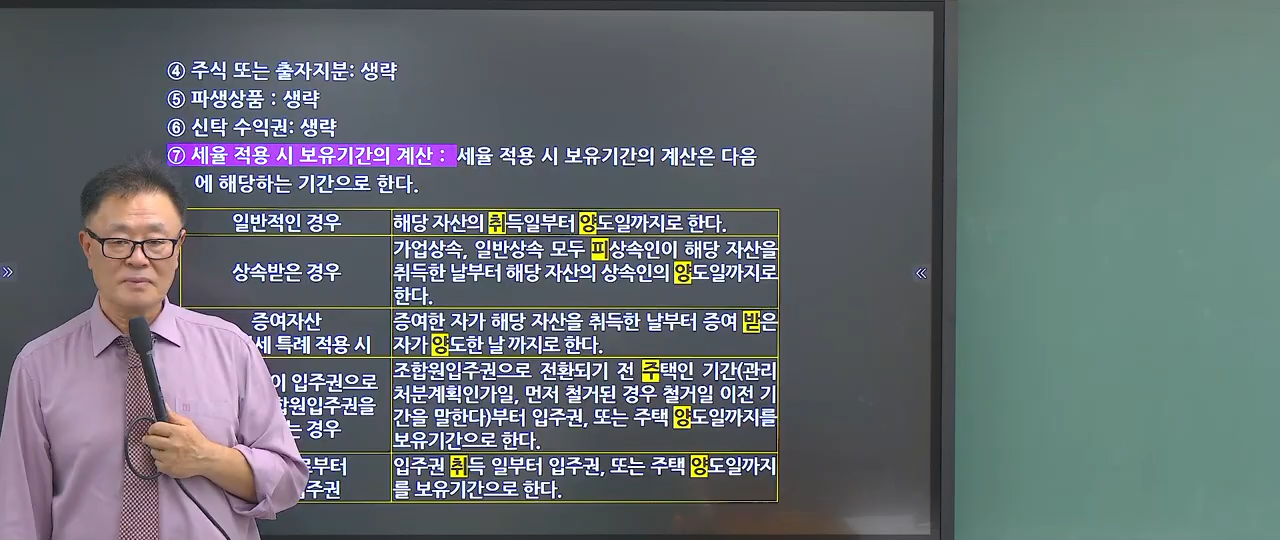 ④ 주식 또는 출자지분: 생략
⑤ 파생상품 : 생략
⑥ 신탁 수익권: 생략
⑦ 세율 적용 시 보유기간의 계산 : 세율 적용 시 보유기간의 계산은 다음
에 해당하는 기간으로 한다.
일반적인 경우
해당 자산의 취득일부터 양도일까지로 한다.
상속받은 경우
가업상속, 일반상속 모두 피상속인이 해당 자산을
취득한 날부터 해당 자산의 상속인의 양도일까지로
한다.
증여자산
세 특례 적용 시
증여한 자가 해당 자산을 취득한 날부터 증여 받은
자가 양도한 날 까지로 한다.
이 입주권으로
합원입주권을
는 경우
조합원입주권으로 전환되기 전 주택인 기간(관리
처분계획인가일, 먼저 철거된 경우 철거일 이전 기
간을 말한다)부터 입주권, 또는 주택 양도일까지를
보유기간으로 한다.
로부터
입주권
입주권 취득 일부터 입주권, 또는 주택 양도일까지
를 보유기간으로 한다.